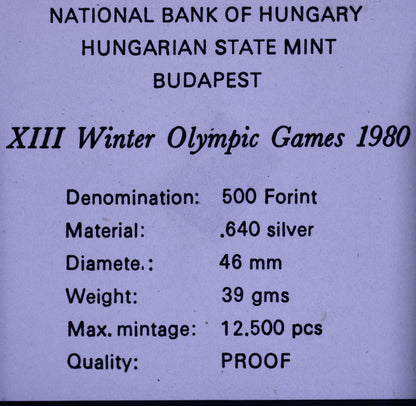 NATIONAL BANK OF HUNGARY
HUNGARIAN STATE MINT
BUDAPEST
XIII Winter Olympic Games 1980
Denomination: 500 Forint
Material: .640 silver
Diamete.: 46 mm
Weight: 39 gms
Max. mintage: 12.500 pcs
Quality: PROOF